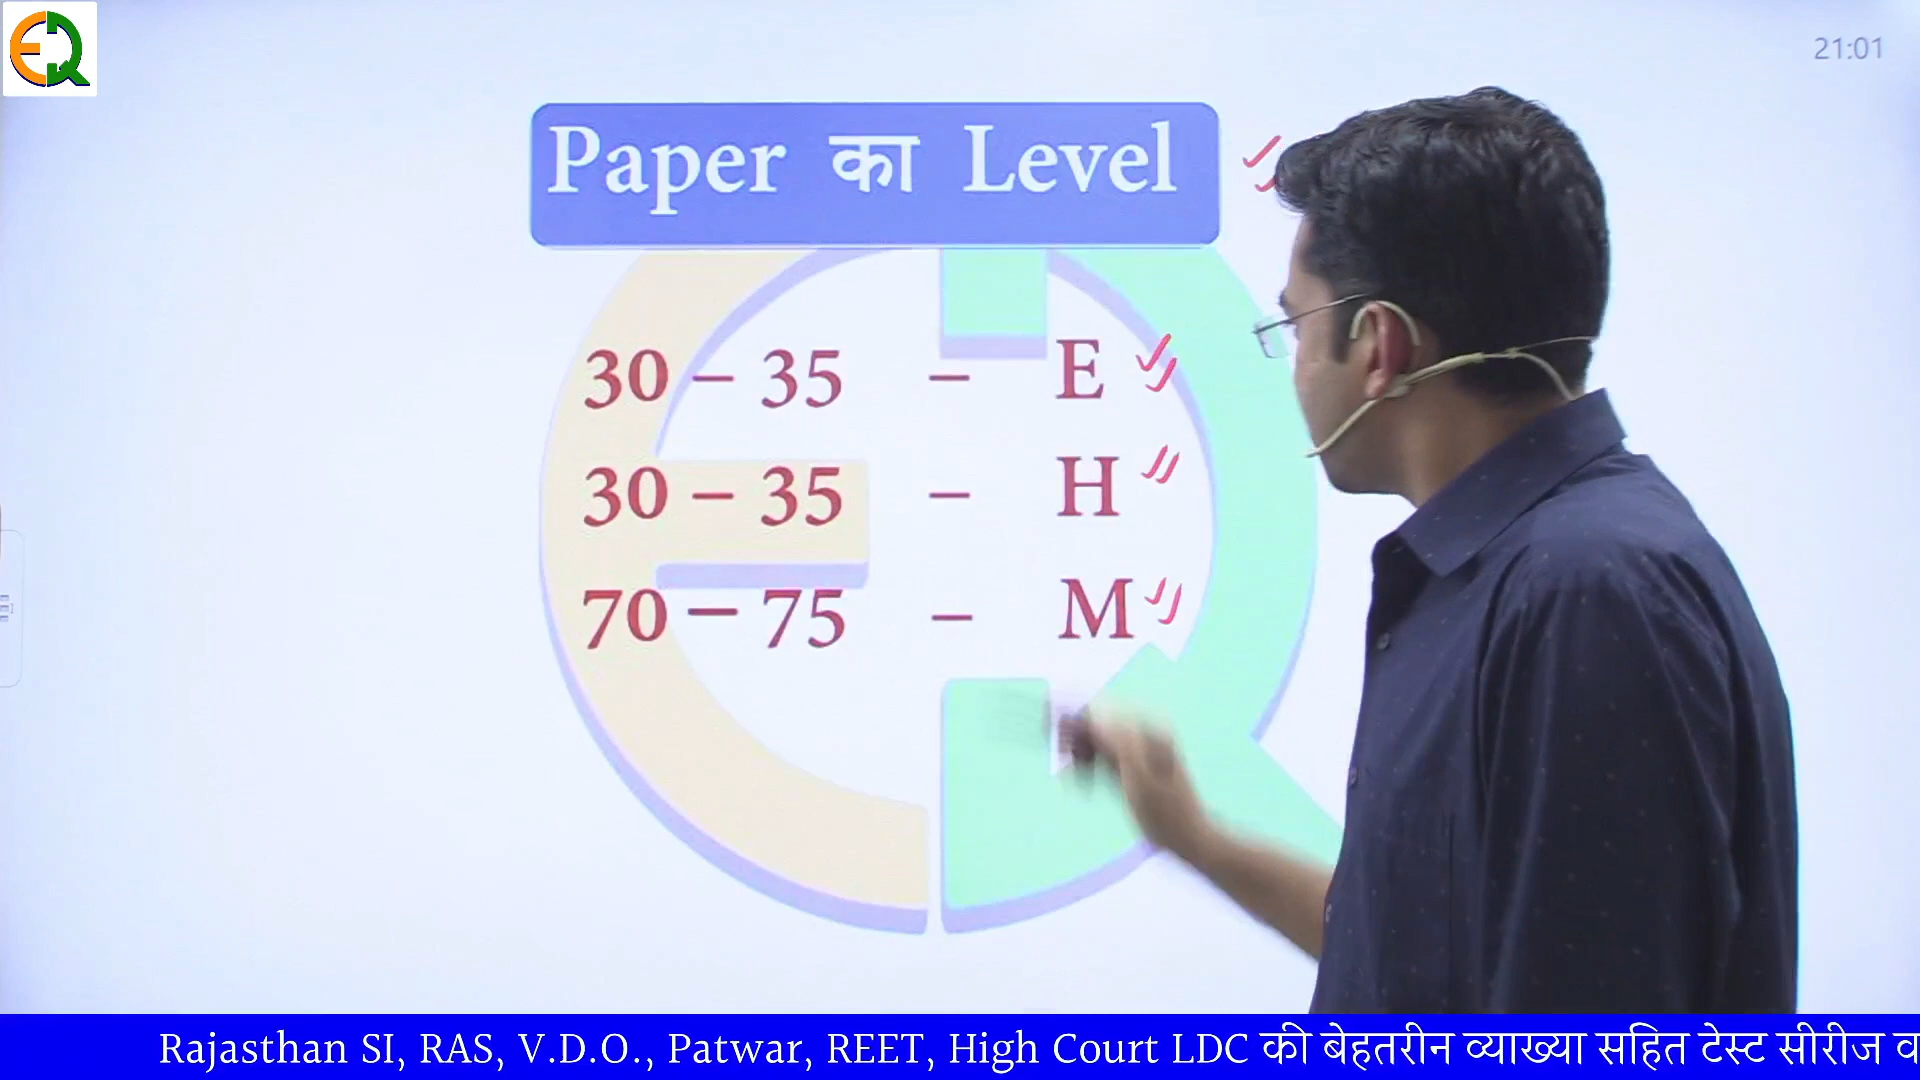 EQ
21:01
Paper का Level
30 – 35 – E
30 – 35 – H
70 – 75 – M
Rajasthan SI, RAS, V.D.O., Patwar, REET, High Court LDC की बेहतरीन व्याख्या सहित टेस्ट सीरीज व